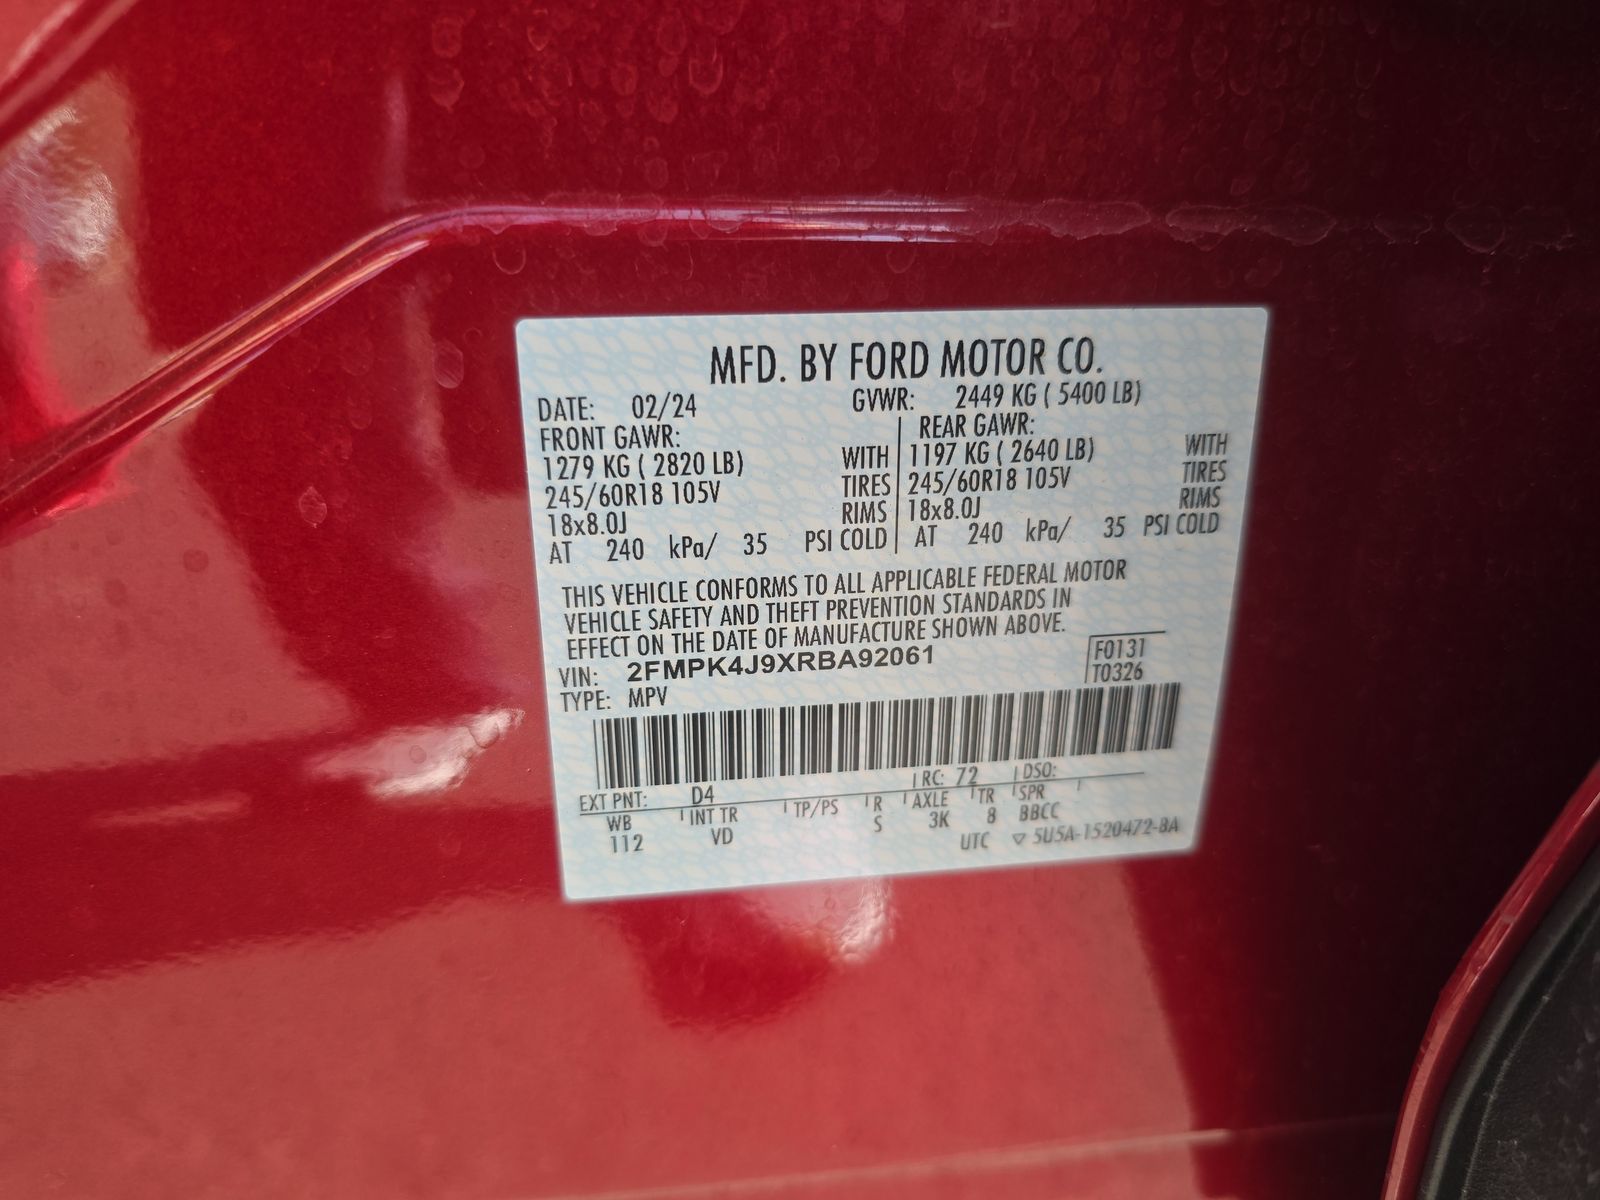 MFD. BY FORD MOTOR CO.
DATE: 02/24 GVWR: 2449 KG ( 5400 LB)
FRONT GAWR: REAR GAWR:
1279 KG ( 2820 LB) WITH 1197 KG ( 2640 LB) WITH
245/60R18 105V TIRES 245/60R18 105V TIRES
18x8.0J RIMS 18x8.0J RIMS
AT 240 kPa/ 35 PSI COLD AT 240 kPa/ 35 PSI COLD
THIS VEHICLE CONFORMS TO ALL APPLICABLE FEDERAL MOTOR
VEHICLE SAFETY AND THEFT PREVENTION STANDARDS IN
EFFECT ON THE DATE OF MANUFACTURE SHOWN ABOVE.
VIN: 2FMPK4J9XRBA92061 F0131
TYPE: MPV T0326
EXT PNT: D4 RC: 72 DSO:
WB INT TR TP/PS R AXLE TR SPR
112 VD S 3K 8 BBCC
UTC ▽ 5U5A-1520472-BA